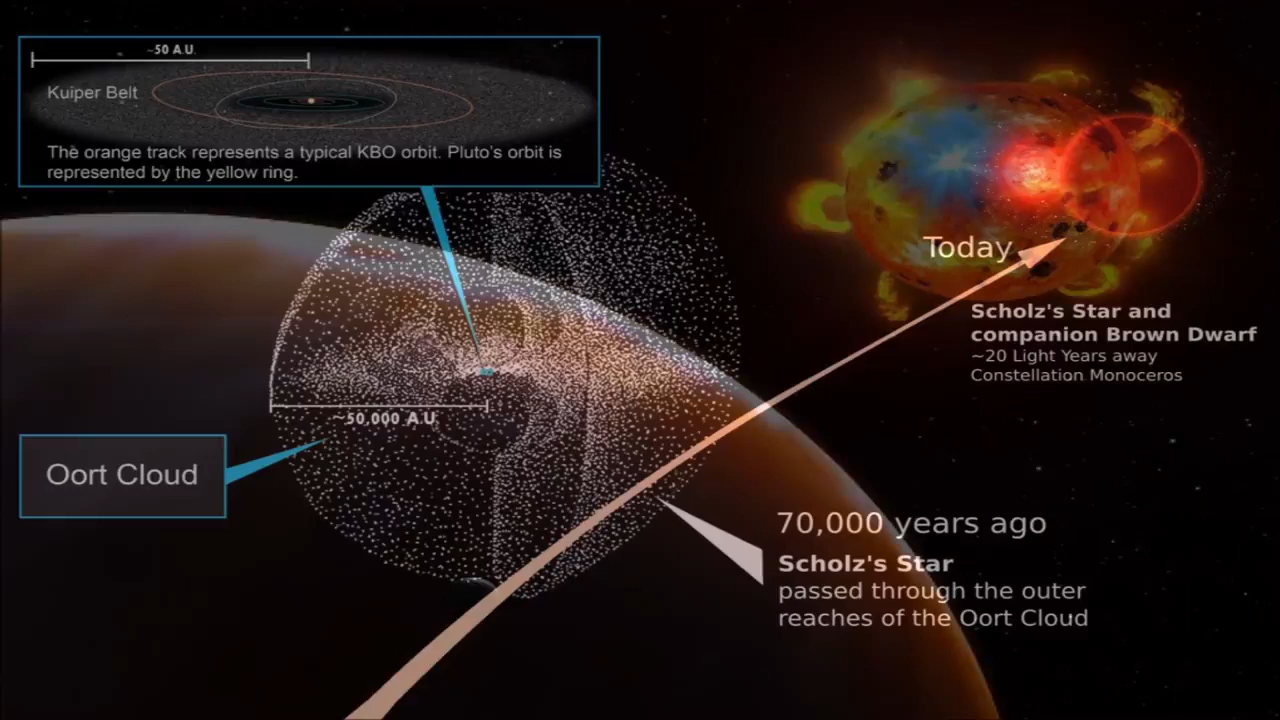 ~50 A.U.
Kuiper Belt
The orange track represents a typical KBO orbit. Pluto's orbit is
represented by the yellow ring.
Today
Scholz's Star and
companion Brown Dwarf
~20 Light Years away
Constellation Monoceros
~50,000 A.U
Oort Cloud
70,000 years ago
Scholz's Star
passed through the outer
reaches of the Oort Cloud